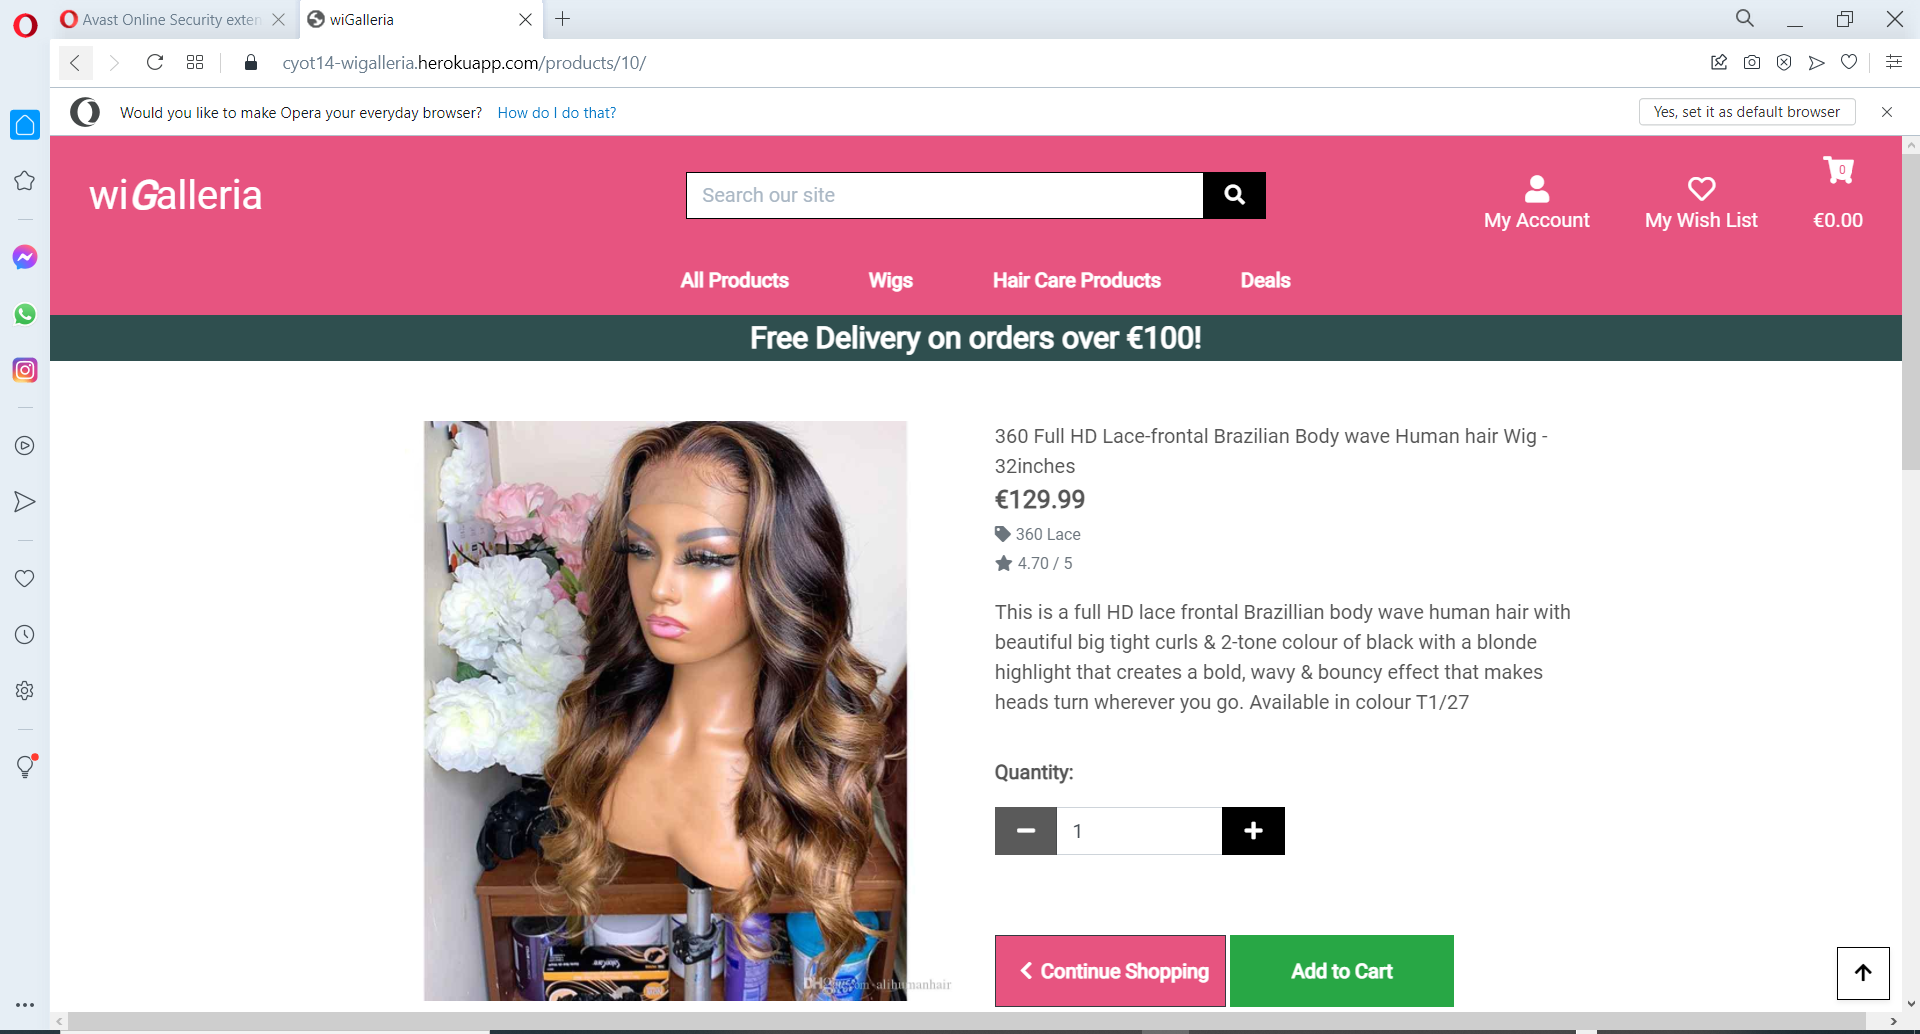 Avast Online Security exten
wiGalleria
cyot14-wigalleria.herokuapp.com/products/10/
Would you like to make Opera your everyday browser? How do I do that?
Yes, set it as default browser
wiGalleria
Search our site
My Account
My Wish List
0
€0.00
All Products
Wigs
Hair Care Products
Deals
Free Delivery on orders over €100!
360 Full HD Lace-frontal Brazilian Body wave Human hair Wig -
32inches
€129.99
360 Lace
4.70 / 5
This is a full HD lace frontal Brazillian body wave human hair with
beautiful big tight curls & 2-tone colour of black with a blonde
highlight that creates a bold, wavy & bouncy effect that makes
heads turn wherever you go. Available in colour T1/27
Quantity:
1
Continue Shopping
Add to Cart